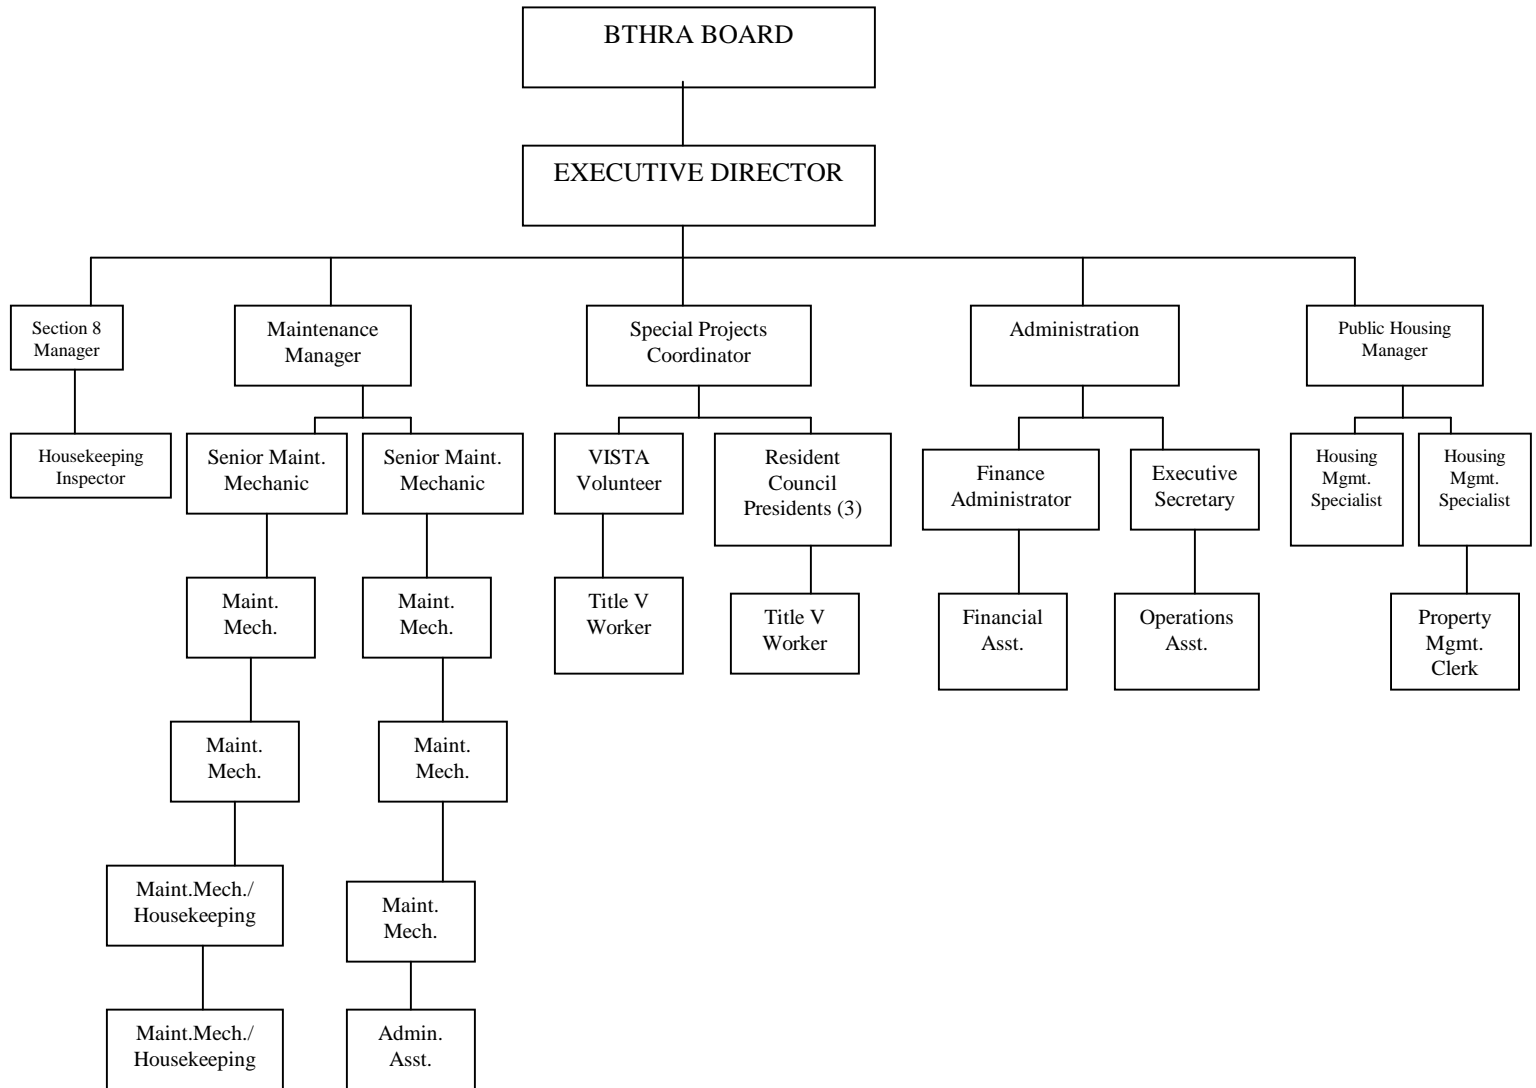 BTHRA BOARD
EXECUTIVE DIRECTOR
Section 8
Manager
Maintenance
Manager
Special Projects
Coordinator
Administration
Public Housing
Manager
Housekeeping
Inspector
Senior Maint.
Mechanic
Senior Maint.
Mechanic
VISTA
Volunteer
Resident
Council
Presidents (3)
Finance
Administrator
Executive
Secretary
Housing
Mgmt.
Specialist
Housing
Mgmt.
Specialist
Maint.
Mech.
Maint.
Mech.
Title V
Worker
Title V
Worker
Financial
Asst.
Operations
Asst.
Property
Mgmt.
Clerk
Maint.
Mech.
Maint.
Mech.
Maint.Mech./
Housekeeping
Maint.
Mech.
Maint.Mech./
Housekeeping
Admin.
Asst.